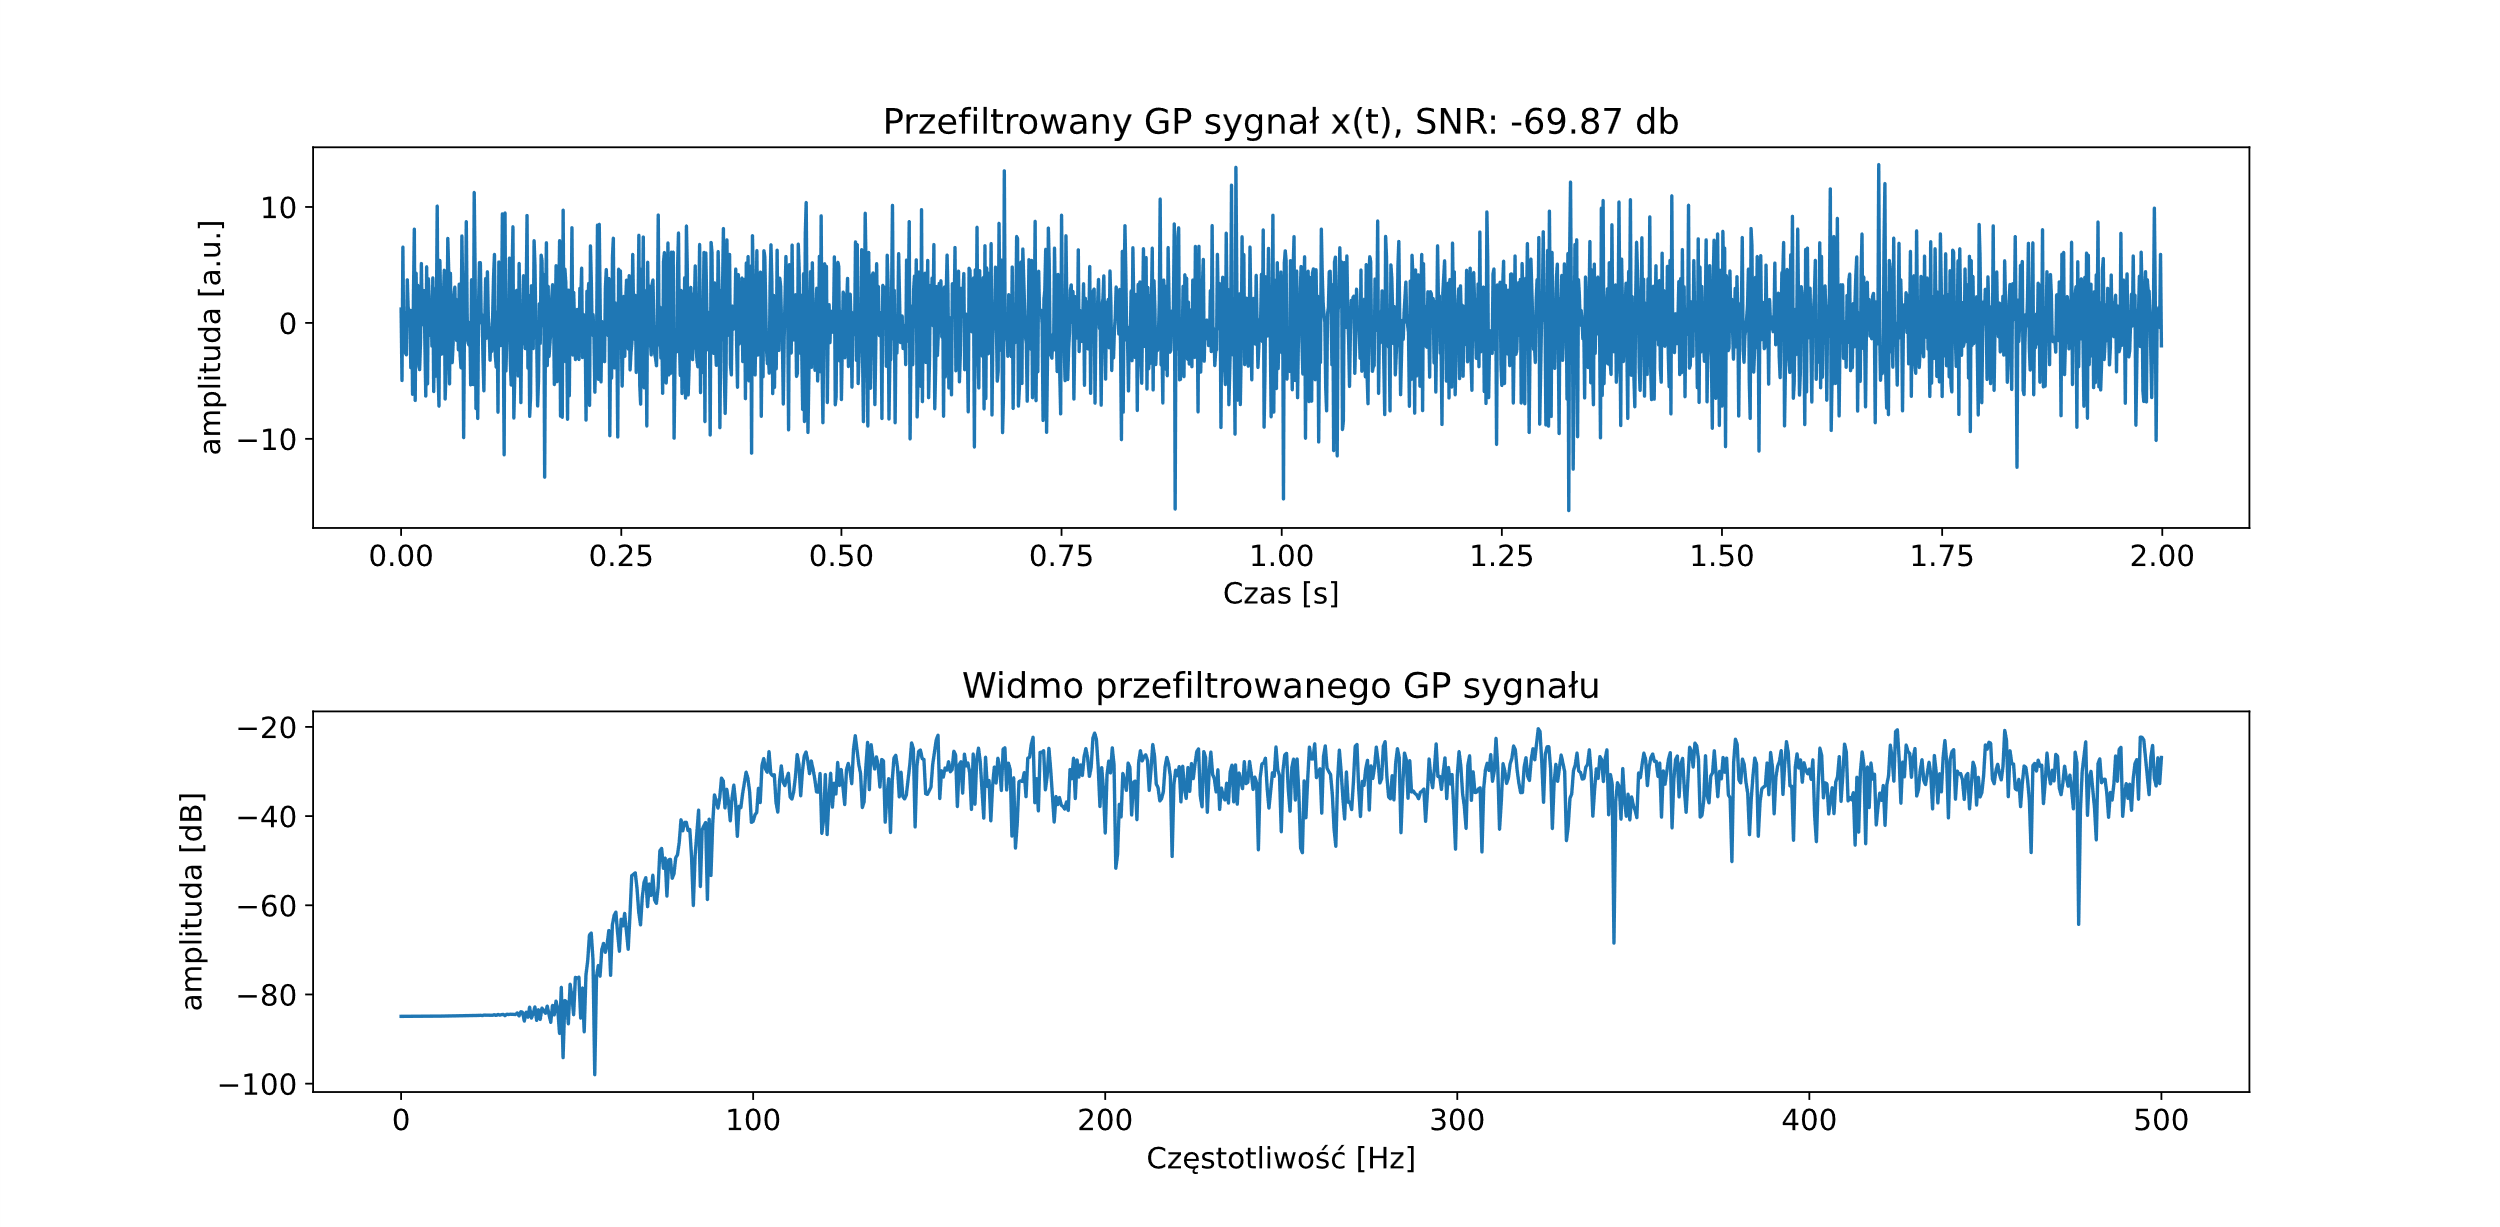 Przefiltrowany GP sygnał x(t), SNR: -69.87 db
amplituda [a.u.]
10
0
−10
0.00 0.25 0.50 0.75 1.00 1.25 1.50 1.75 2.00
Czas [s]
Widmo przefiltrowanego GP sygnału
amplituda [dB]
−20
−40
−60
−80
−100
0 100 200 300 400 500
Częstotliwość [Hz]